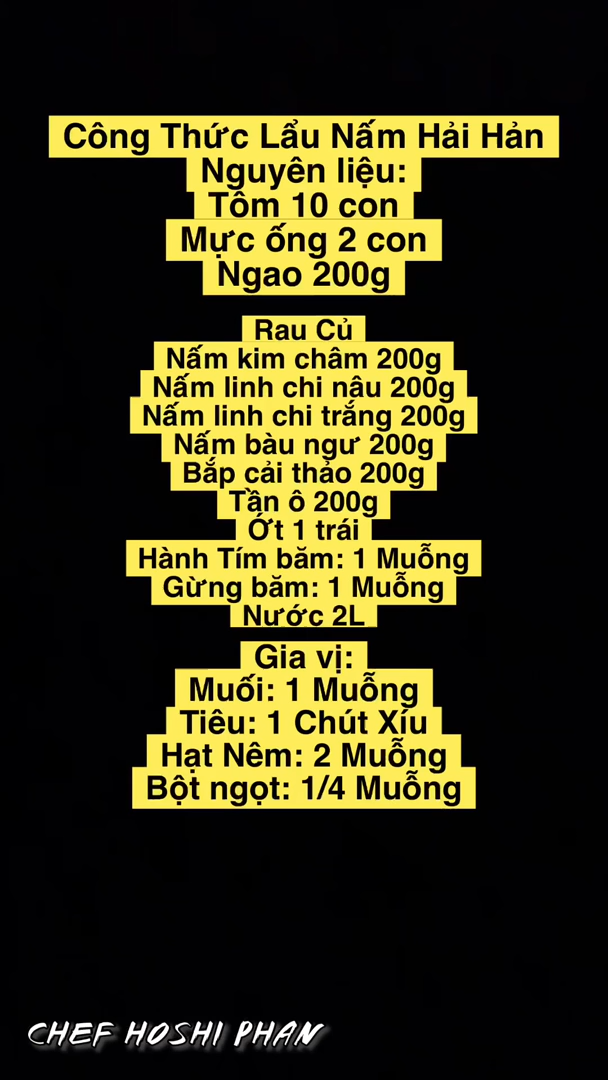 Công Thức Lẩu Nấm Hải Hản
Nguyên liệu:
Tôm 10 con
Mực ống 2 con
Ngao 200g
Rau Củ
Nấm kim châm 200g
Nấm linh chi nâu 200g
Nấm linh chi trắng 200g
Nấm bàu ngư 200g
Bắp cải thảo 200g
Tần ô 200g
Ớt 1 trái
Hành Tím băm: 1 Muỗng
Gừng băm: 1 Muỗng
Nước 2L
Gia vị:
Muối: 1 Muỗng
Tiêu: 1 Chút Xíu
Hạt Nêm: 2 Muỗng
Bột ngọt: 1/4 Muỗng
CHEF HOSHI PHAN